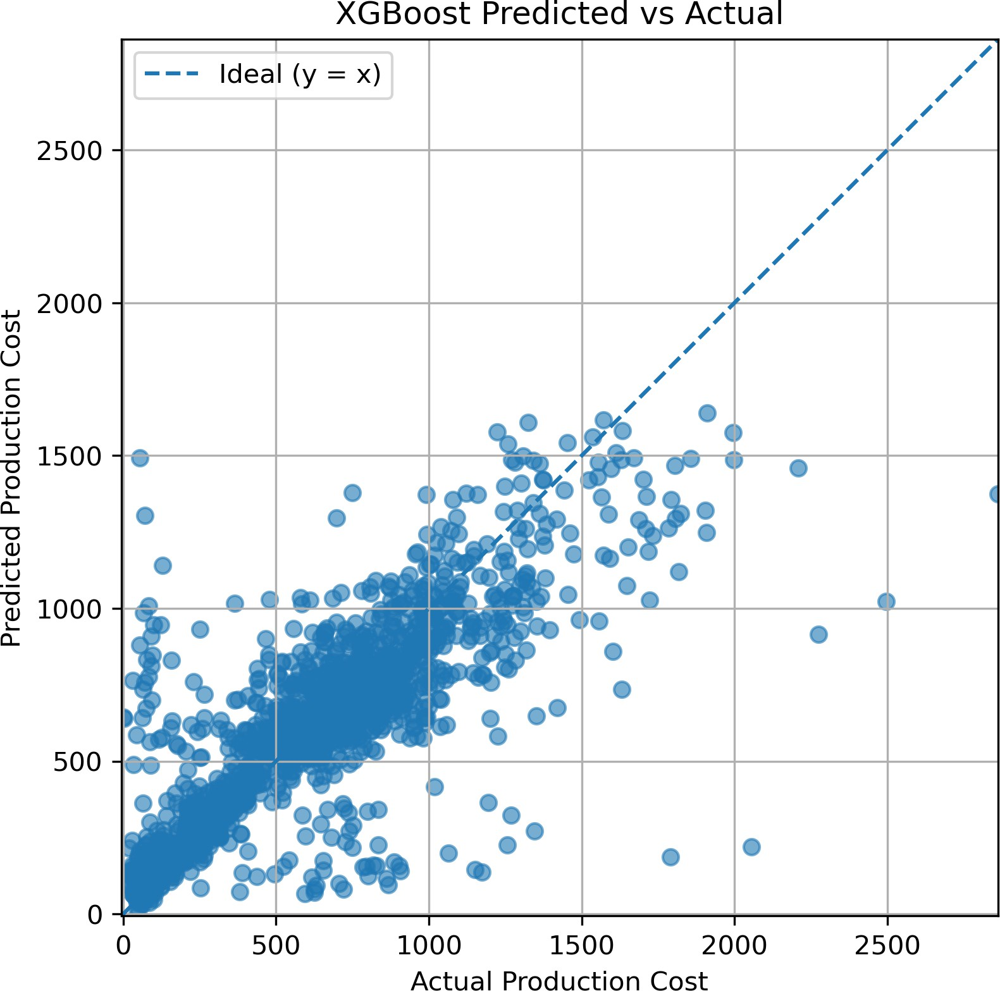 XGBoost Predicted vs Actual
Ideal (y = x)
Predicted Production Cost
2500
2000
1500
1000
500
0
0 500 1000 1500 2000 2500
Actual Production Cost